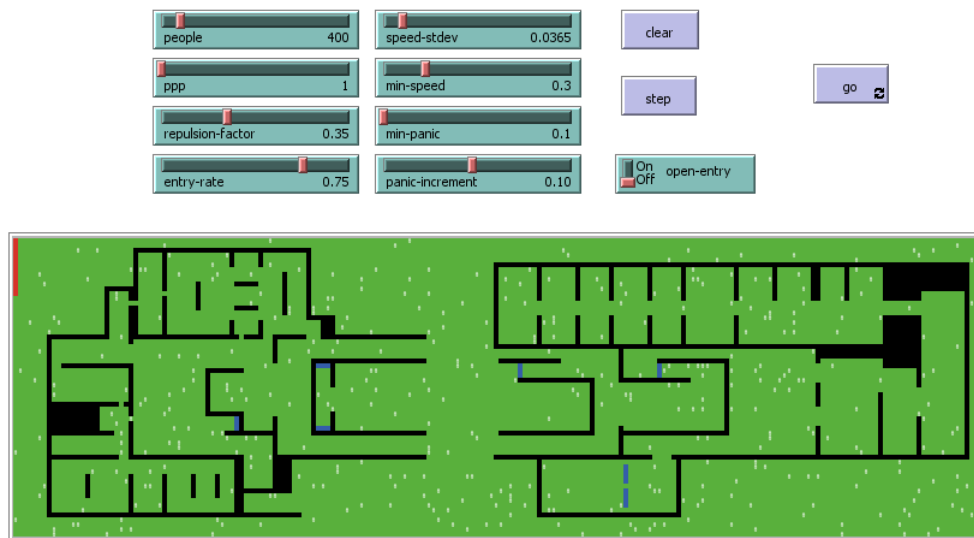 people 400
speed-stdev 0.0365
clear
ppp 1
min-speed 0.3
step
go
repulsion-factor 0.35
min-panic 0.1
entry-rate 0.75
panic-increment 0.10
On
Off
open-entry